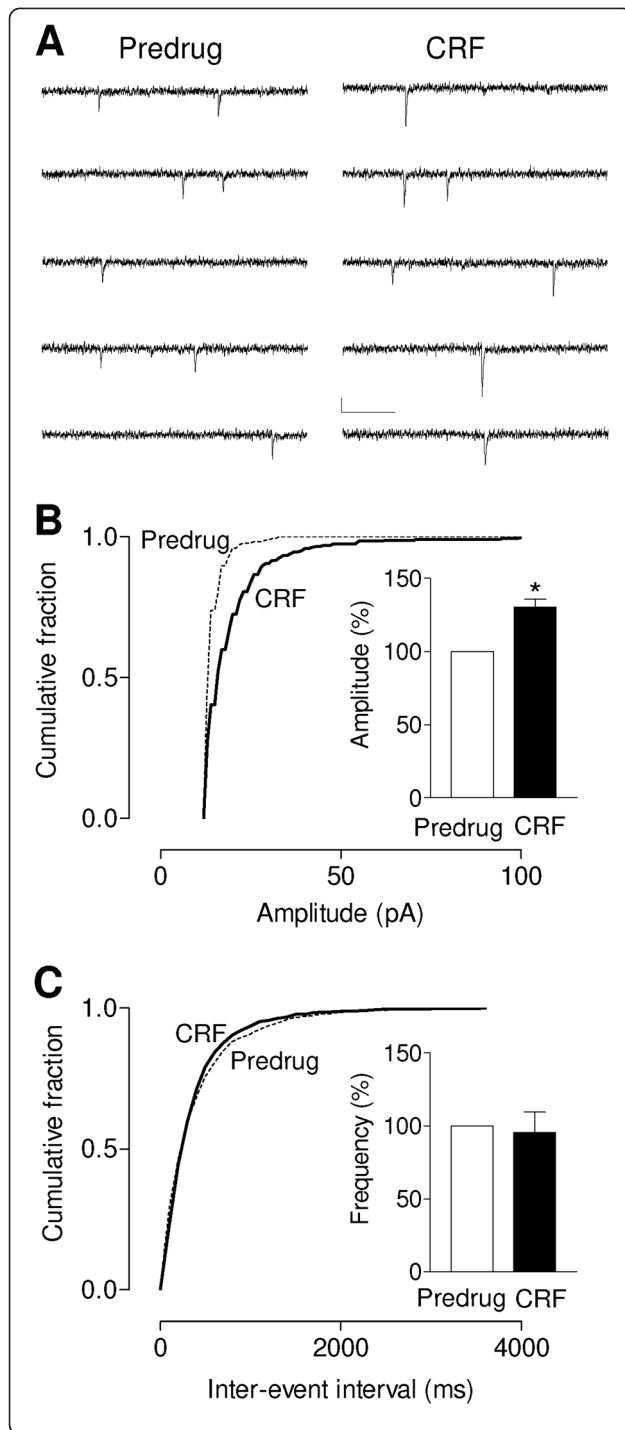 A
Predrug CRF
B
Cumulative fraction
1.0
0.5
0.0
Predrug
CRF
0 50 100
Amplitude (pA)
Amplitude (%)
150
*
100
50
0
Predrug CRF
C
Cumulative fraction
1.0
0.5
0.0
CRF
Predrug
0 2000 4000
Inter-event interval (ms)
Frequency (%)
150
100
50
0
Predrug CRF